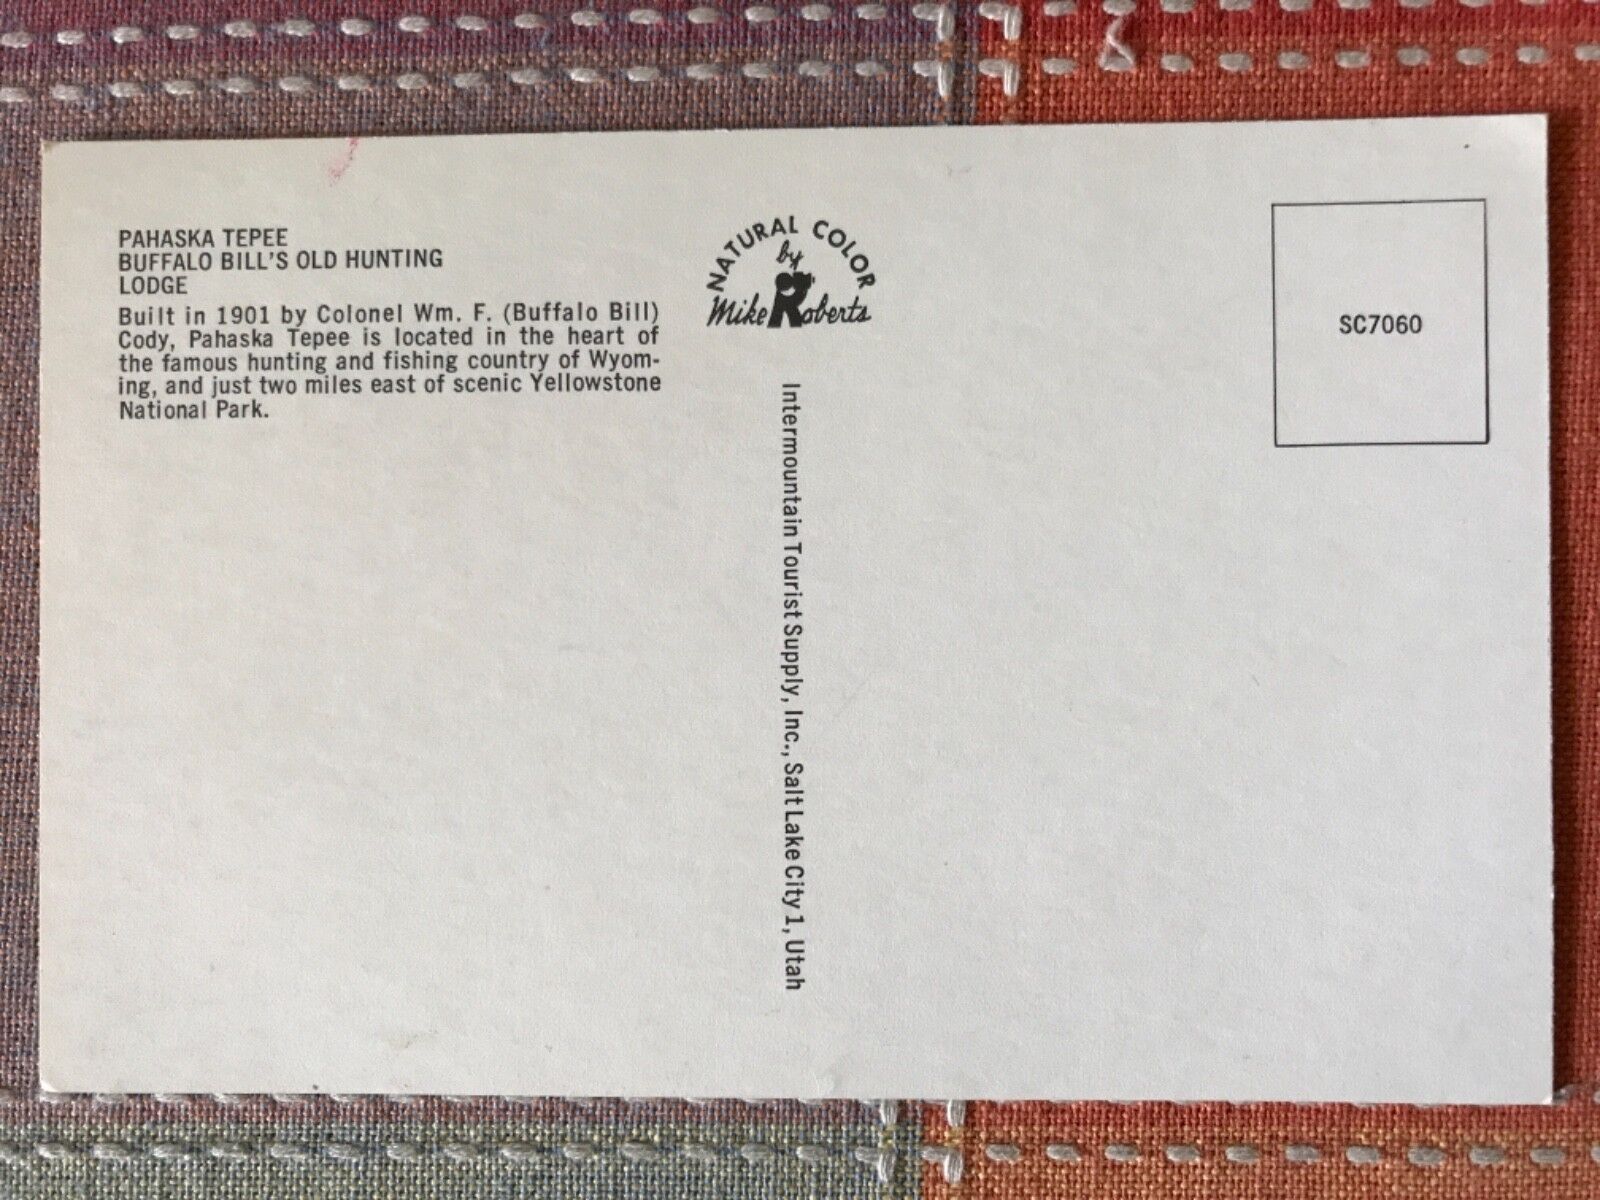 PAHASKA TEPEE
BUFFALO BILL'S OLD HUNTING
LODGE
Built in 1901 by Colonel Wm. F. (Buffalo Bill)
Cody, Pahaska Tepee is located in the heart of
the famous hunting and fishing country of Wyom-
ing, and just two miles east of scenic Yellowstone
National Park.
NATURAL COLOR
by
Mike Roberts
Intermountain Tourist Supply, Inc., Salt Lake City 1, Utah
SC7060